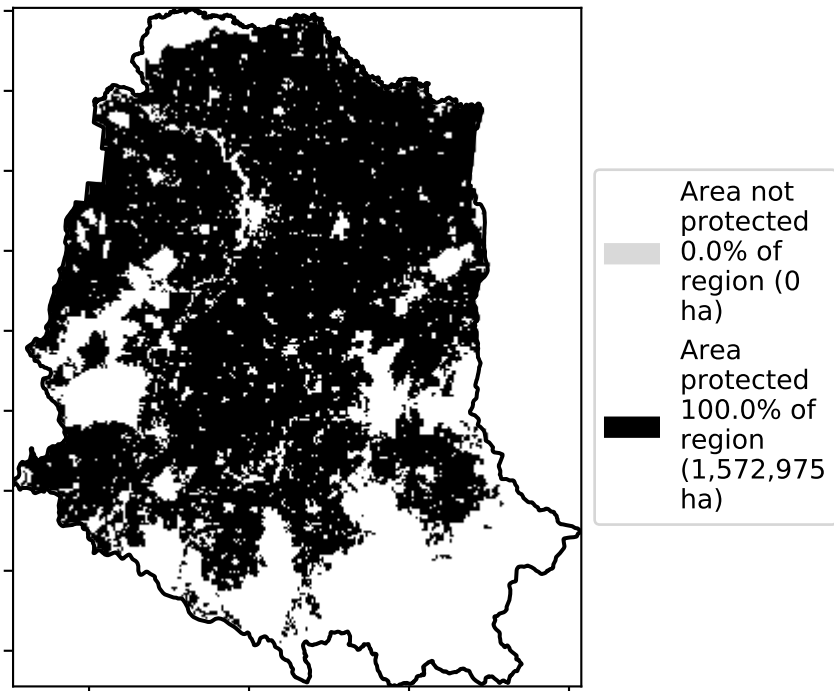 Area not
protected
0.0% of
region (0
ha)
Area
protected
100.0% of
region
(1,572,975
ha)